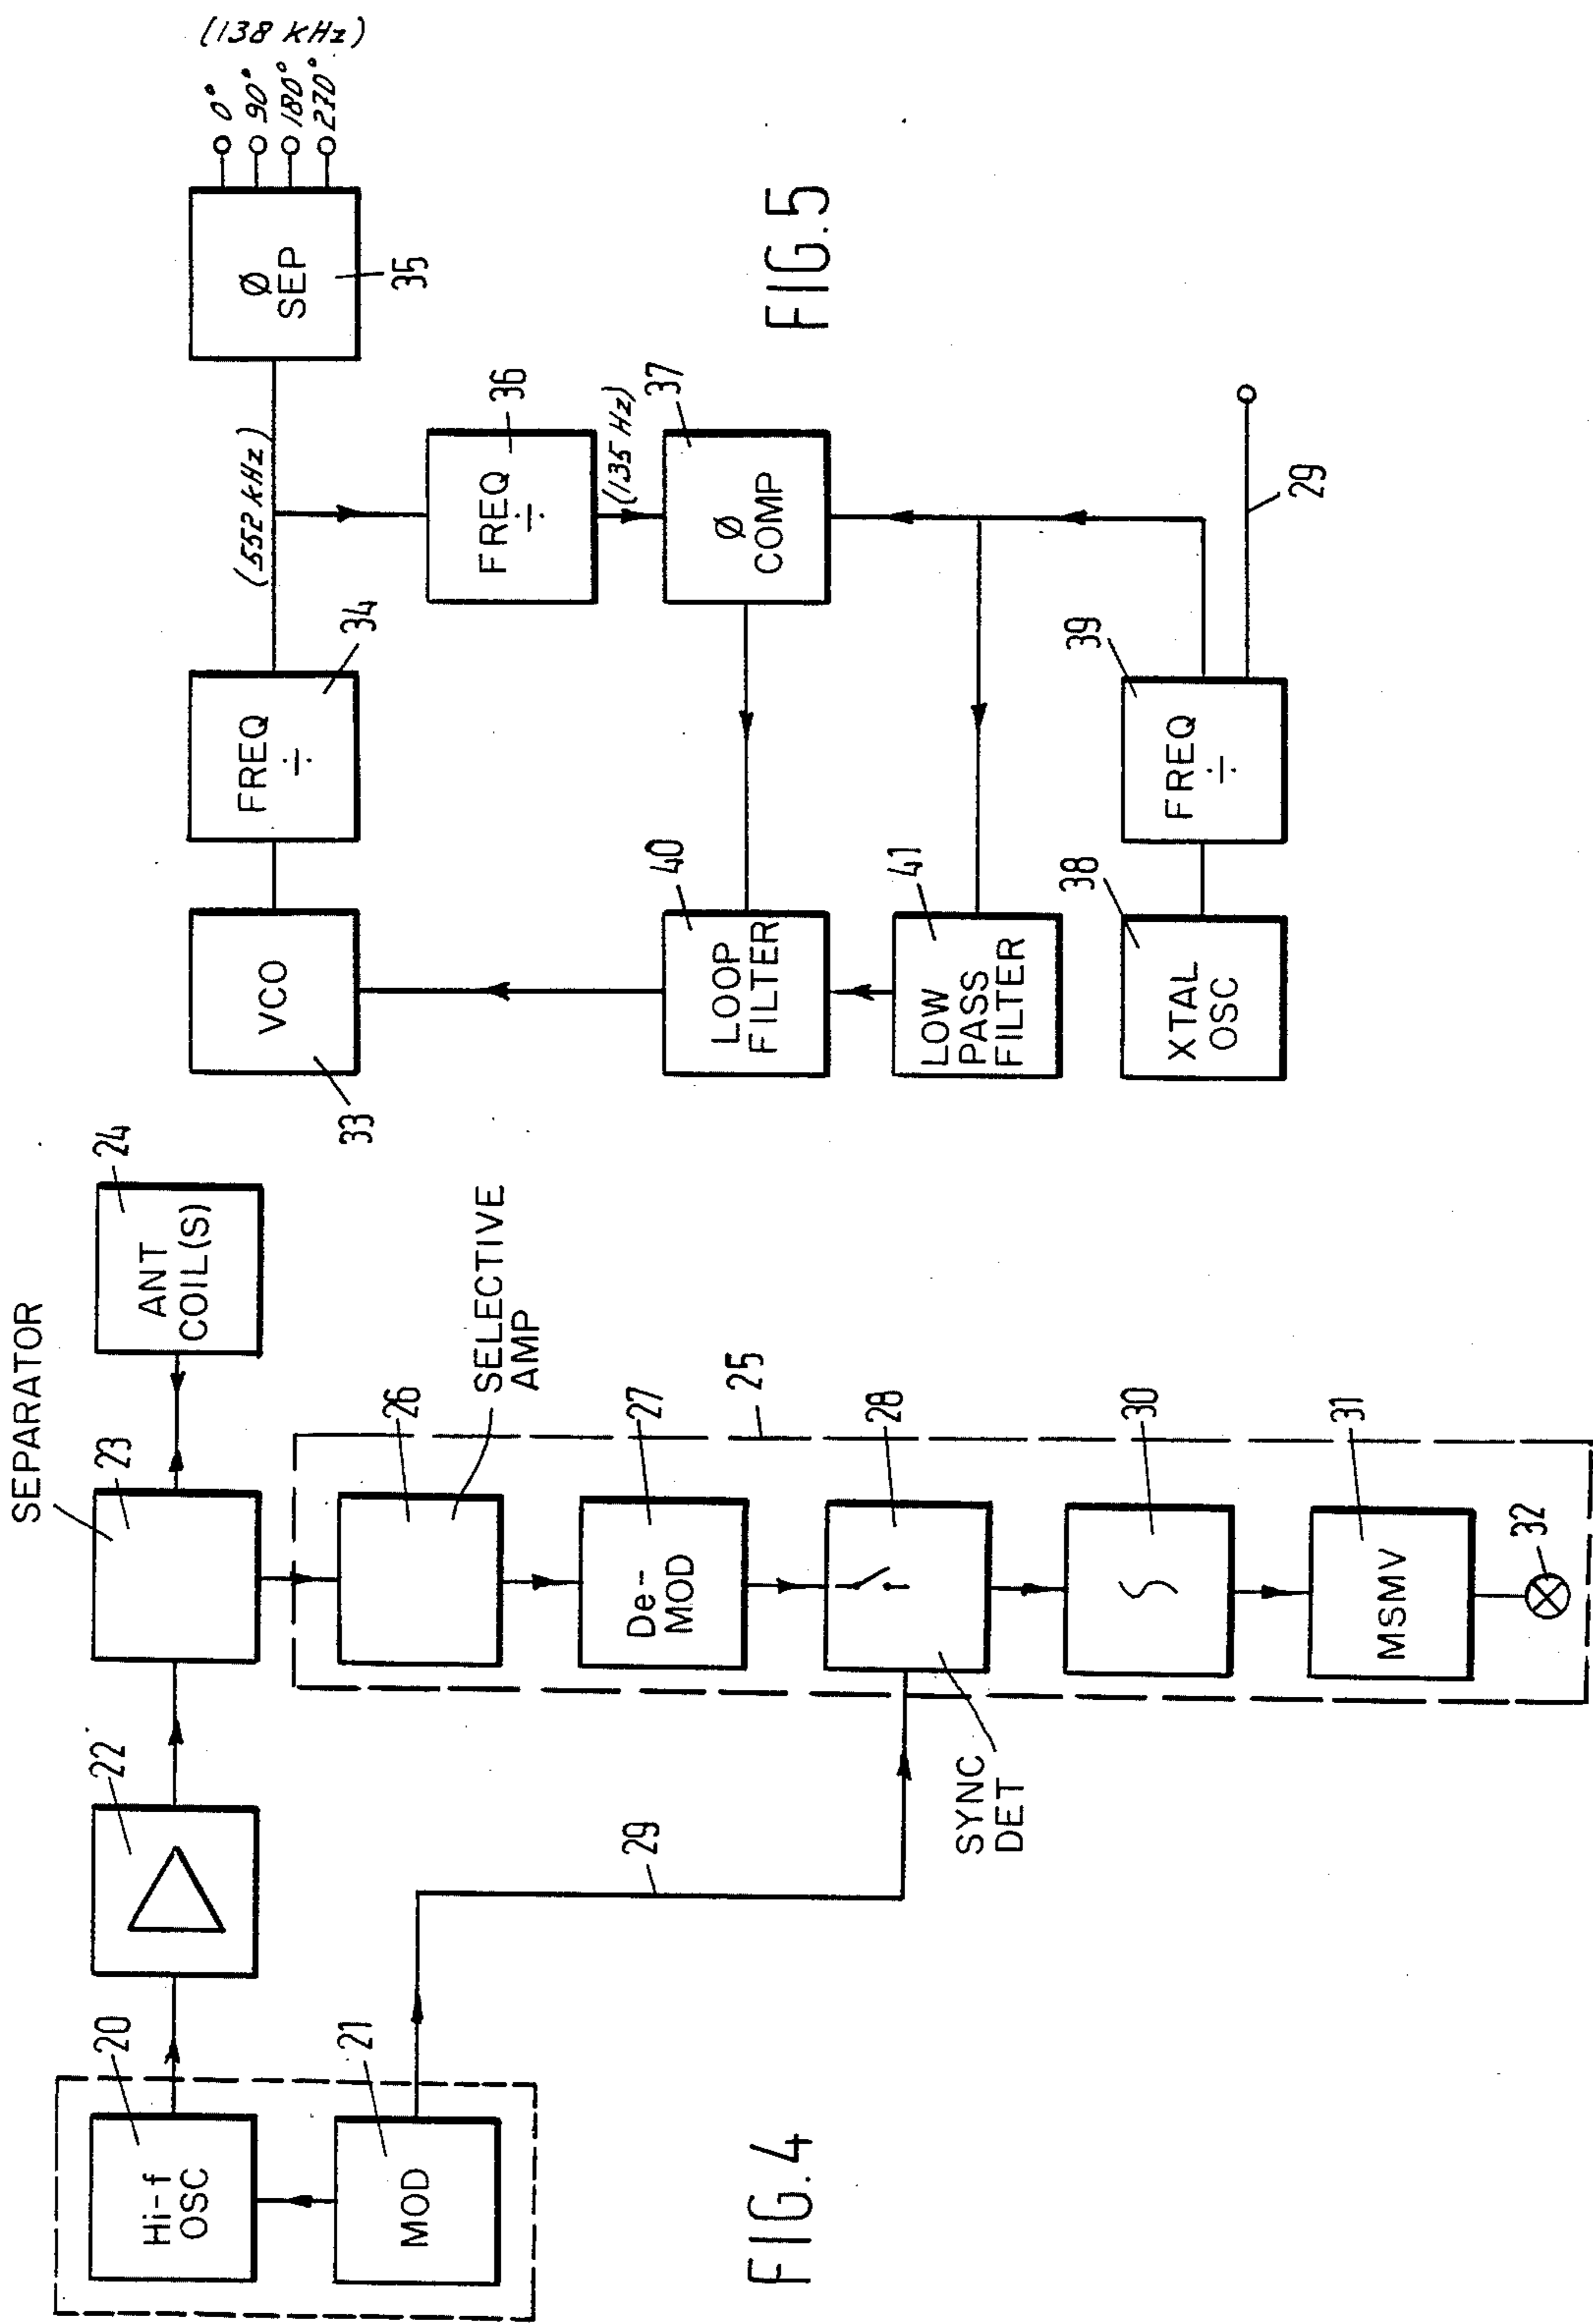 SEPARATOR
20
22
23
24
Hi-f
OSC
ANT
COIL(S)
21
MOD
26
SELECTIVE
AMP
25
27
De-
MOD
29
28
SYNC
DET
30
∫
31
MSMV
32
FIG. 4
(138 KHz)
0°
90°
180°
270°
(552 kHz)
33
VCO
34
FREQ
÷
35
Ø
SEP
36
FREQ
÷
(135 Hz)
37
Ø
COMP
40
LOOP
FILTER
41
LOW
PASS
FILTER
38
XTAL
OSC
39
FREQ
÷
29
FIG. 5